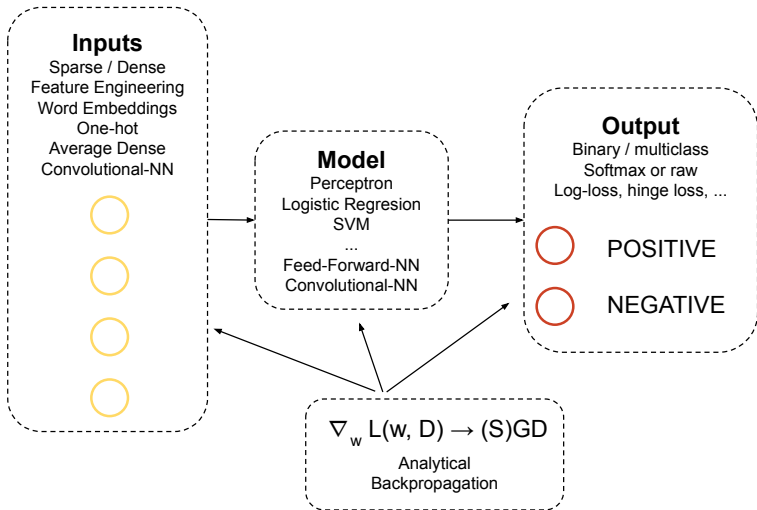 Inputs
Sparse / Dense
Feature Engineering
Word Embeddings
One-hot
Average Dense
Convolutional-NN
Model
Perceptron
Logistic Regresion
SVM
...
Feed-Forward-NN
Convolutional-NN
Output
Binary / multiclass
Softmax or raw
Log-loss, hinge loss, ...
POSITIVE
NEGATIVE
∇w L(w, D) → (S)GD
Analytical
Backpropagation